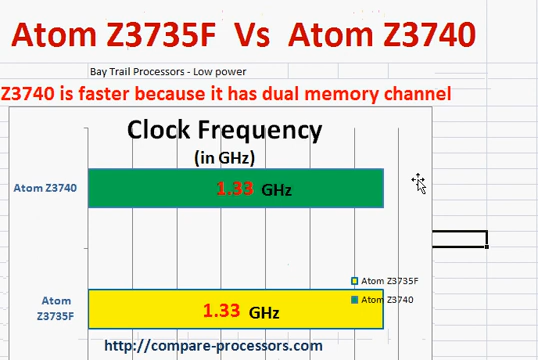 Atom Z3735F Vs Atom Z3740
Bay Trail Processors - Low power
Z3740 is faster because it has dual memory channel
Clock Frequency
(in GHz)
Atom Z3740
1.33 GHz
Atom Z3735F
Atom Z3740
Atom
Z3735F
1.33 GHz
http://compare-processors.com